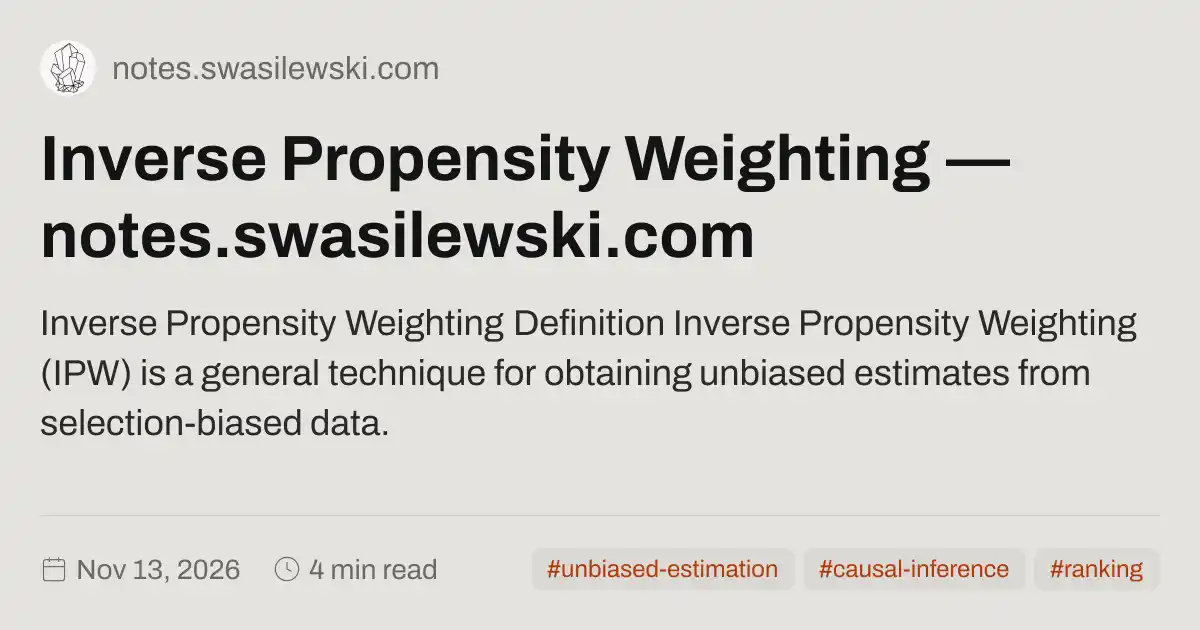 notes.swasilewski.com
Inverse Propensity Weighting —
notes.swasilewski.com
Inverse Propensity Weighting Definition Inverse Propensity Weighting
(IPW) is a general technique for obtaining unbiased estimates from
selection-biased data.
Nov 13, 2026 4 min read #unbiased-estimation #causal-inference #ranking